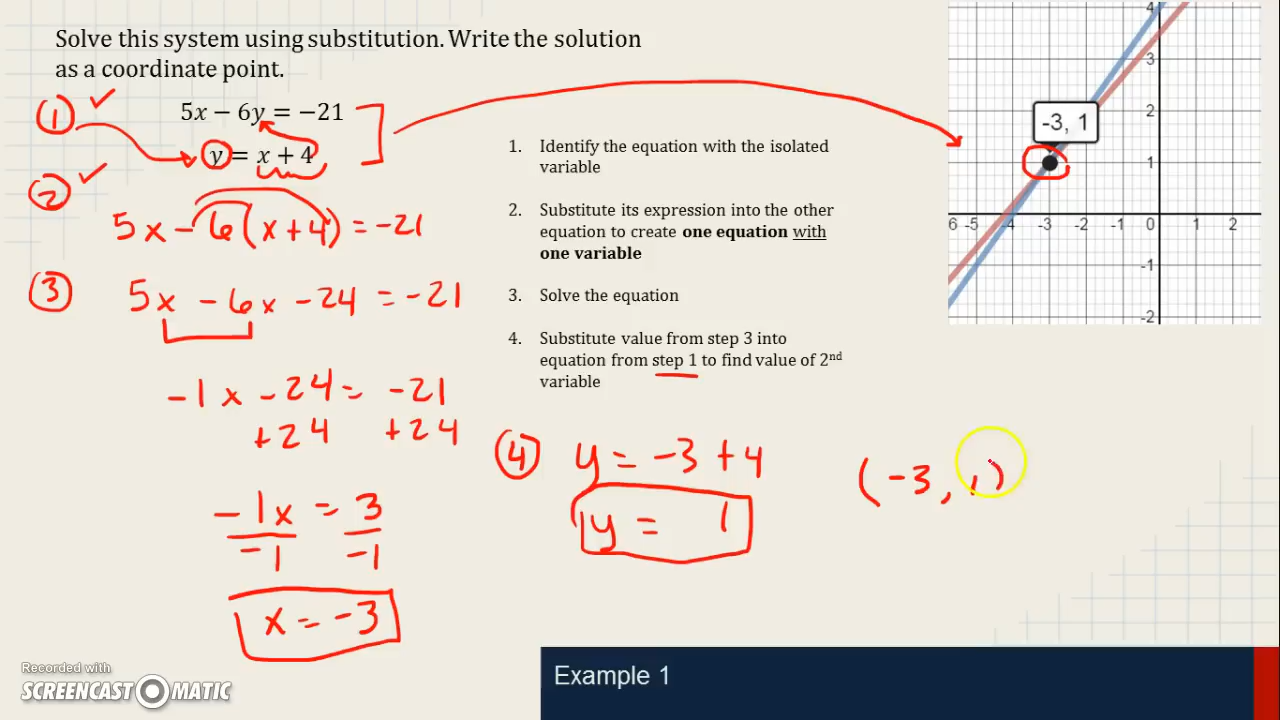 Solve this system using substitution. Write the solution
as a coordinate point.
① 5x − 6y = −21
y = x + 4
②
5x − 6(x + 4) = −21
③ 5x − 6x − 24 = −21
−1x − 24 = −21
+24 +24
−1x = 3
−1 −1
x = −3
1. Identify the equation with the isolated
variable
2. Substitute its expression into the other
equation to create one equation with
one variable
3. Solve the equation
4. Substitute value from step 3 into
equation from step 1 to find value of 2nd
variable
④ y = −3 + 4
y = 1
(−3, 1)
4
3
2
-3, 1
1
6 -5 -4 -3 -2 -1 0 1 2
-1
-2
Recorded with
SCREENCAST MATIC
Example 1